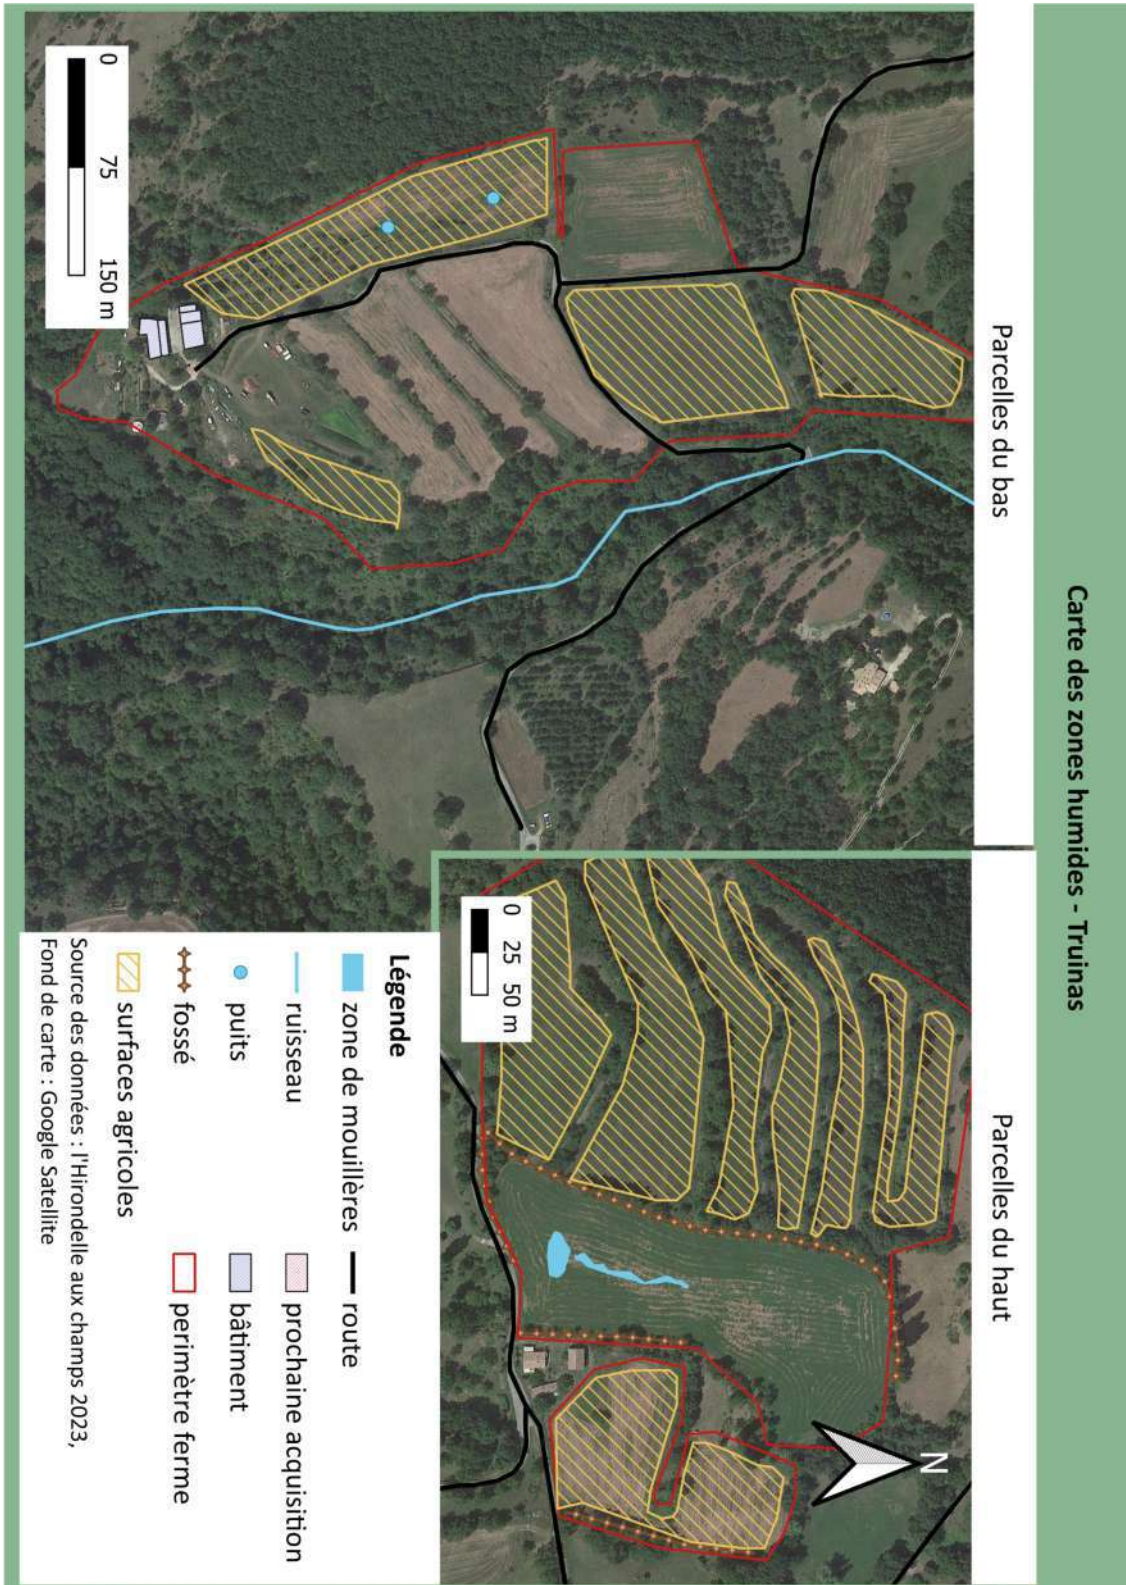 Carte des zones humides - Truinas
Parcelles du bas
Parcelles du haut
0 75 150 m
0 25 50 m
N
Légende
zone de mouillères
ruisseau
puits
fossé
surfaces agricoles
route
prochaine acquisition
bâtiment
perimètre ferme
Source des données : l'Hirondelle aux champs 2023,
Fond de carte : Google Satellite